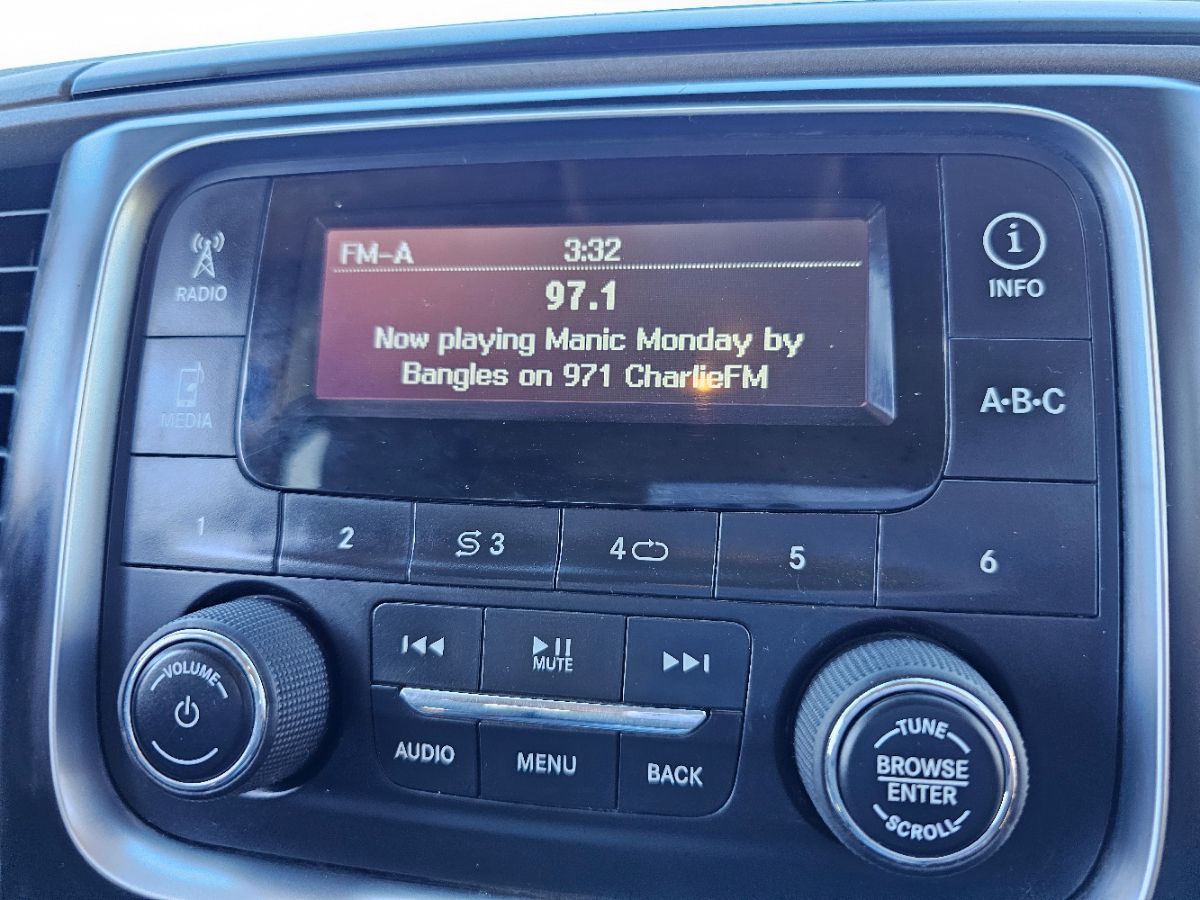 FM-A 3:32
97.1
Now playing Manic Monday by
Bangles on 971 CharlieFM
RADIO
INFO
MEDIA
A•B•C
1 2 3 4 5 6
VOLUME
MUTE
AUDIO MENU BACK
TUNE
BROWSE
ENTER
SCROLL